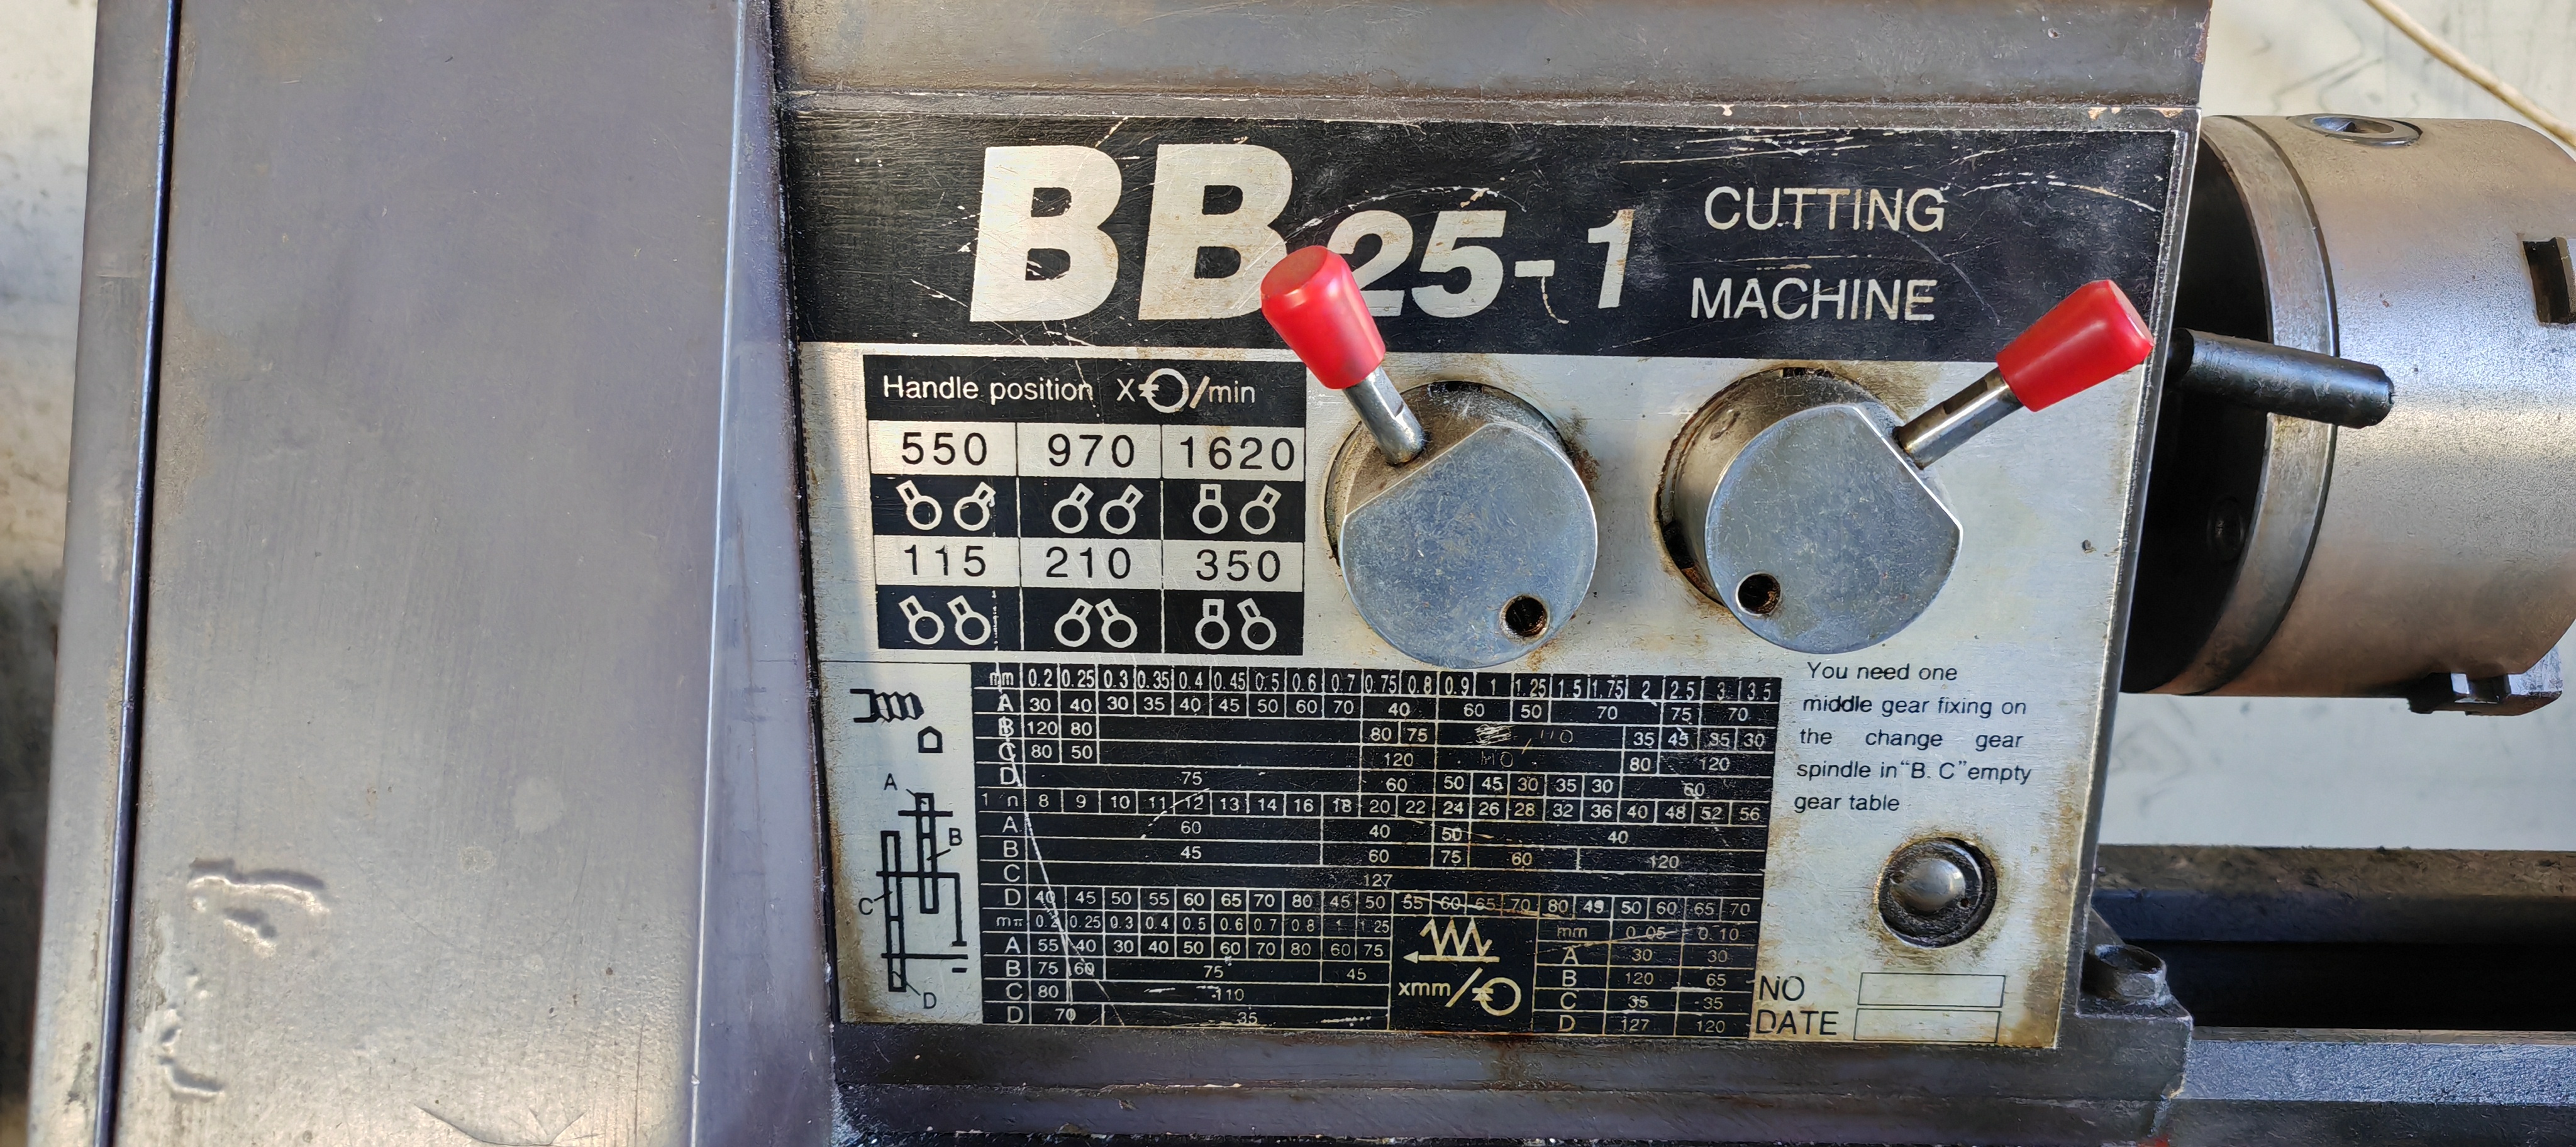 BB 25-1 CUTTING
MACHINE
Handle position X /min
550 970 1620
115 210 350
mm 0.2 0.25 0.3 0.35 0.4 0.45 0.5 0.6 0.7 0.75 0.8 0.9 1 1.25 1.5 1.75 2 2.5 3 3.5
A 30 40 30 35 40 45 50 60 70 40 60 50 70 75 70
B 120 80 80 75 35 45 35 30
C 80 50 120 80 120
D 75 60 50 45 30 35 30 60
1 n 8 9 10 11 12 13 14 16 18 20 22 24 26 28 32 36 40 48 52 56
A 60 40 50 40
B 45 60 75 60 120
C 127
D 40 45 50 55 60 65 70 80 45 50 55 60 65 70 80 45 50 60 65 70
mπ 0.2 0.25 0.3 0.4 0.5 0.6 0.7 0.8 1 1.25
A 55 40 30 40 50 60 70 80 60 75
B 75 60 75 45
C 80 110
D 70 35
xmm/
mm 0.05 0.10
A 30 30
B 120 65
C 35 35
D 127 120
A
B
C
D
You need one
middle gear fixing on
the change gear
spindle in "B. C" empty
gear table
NO
DATE